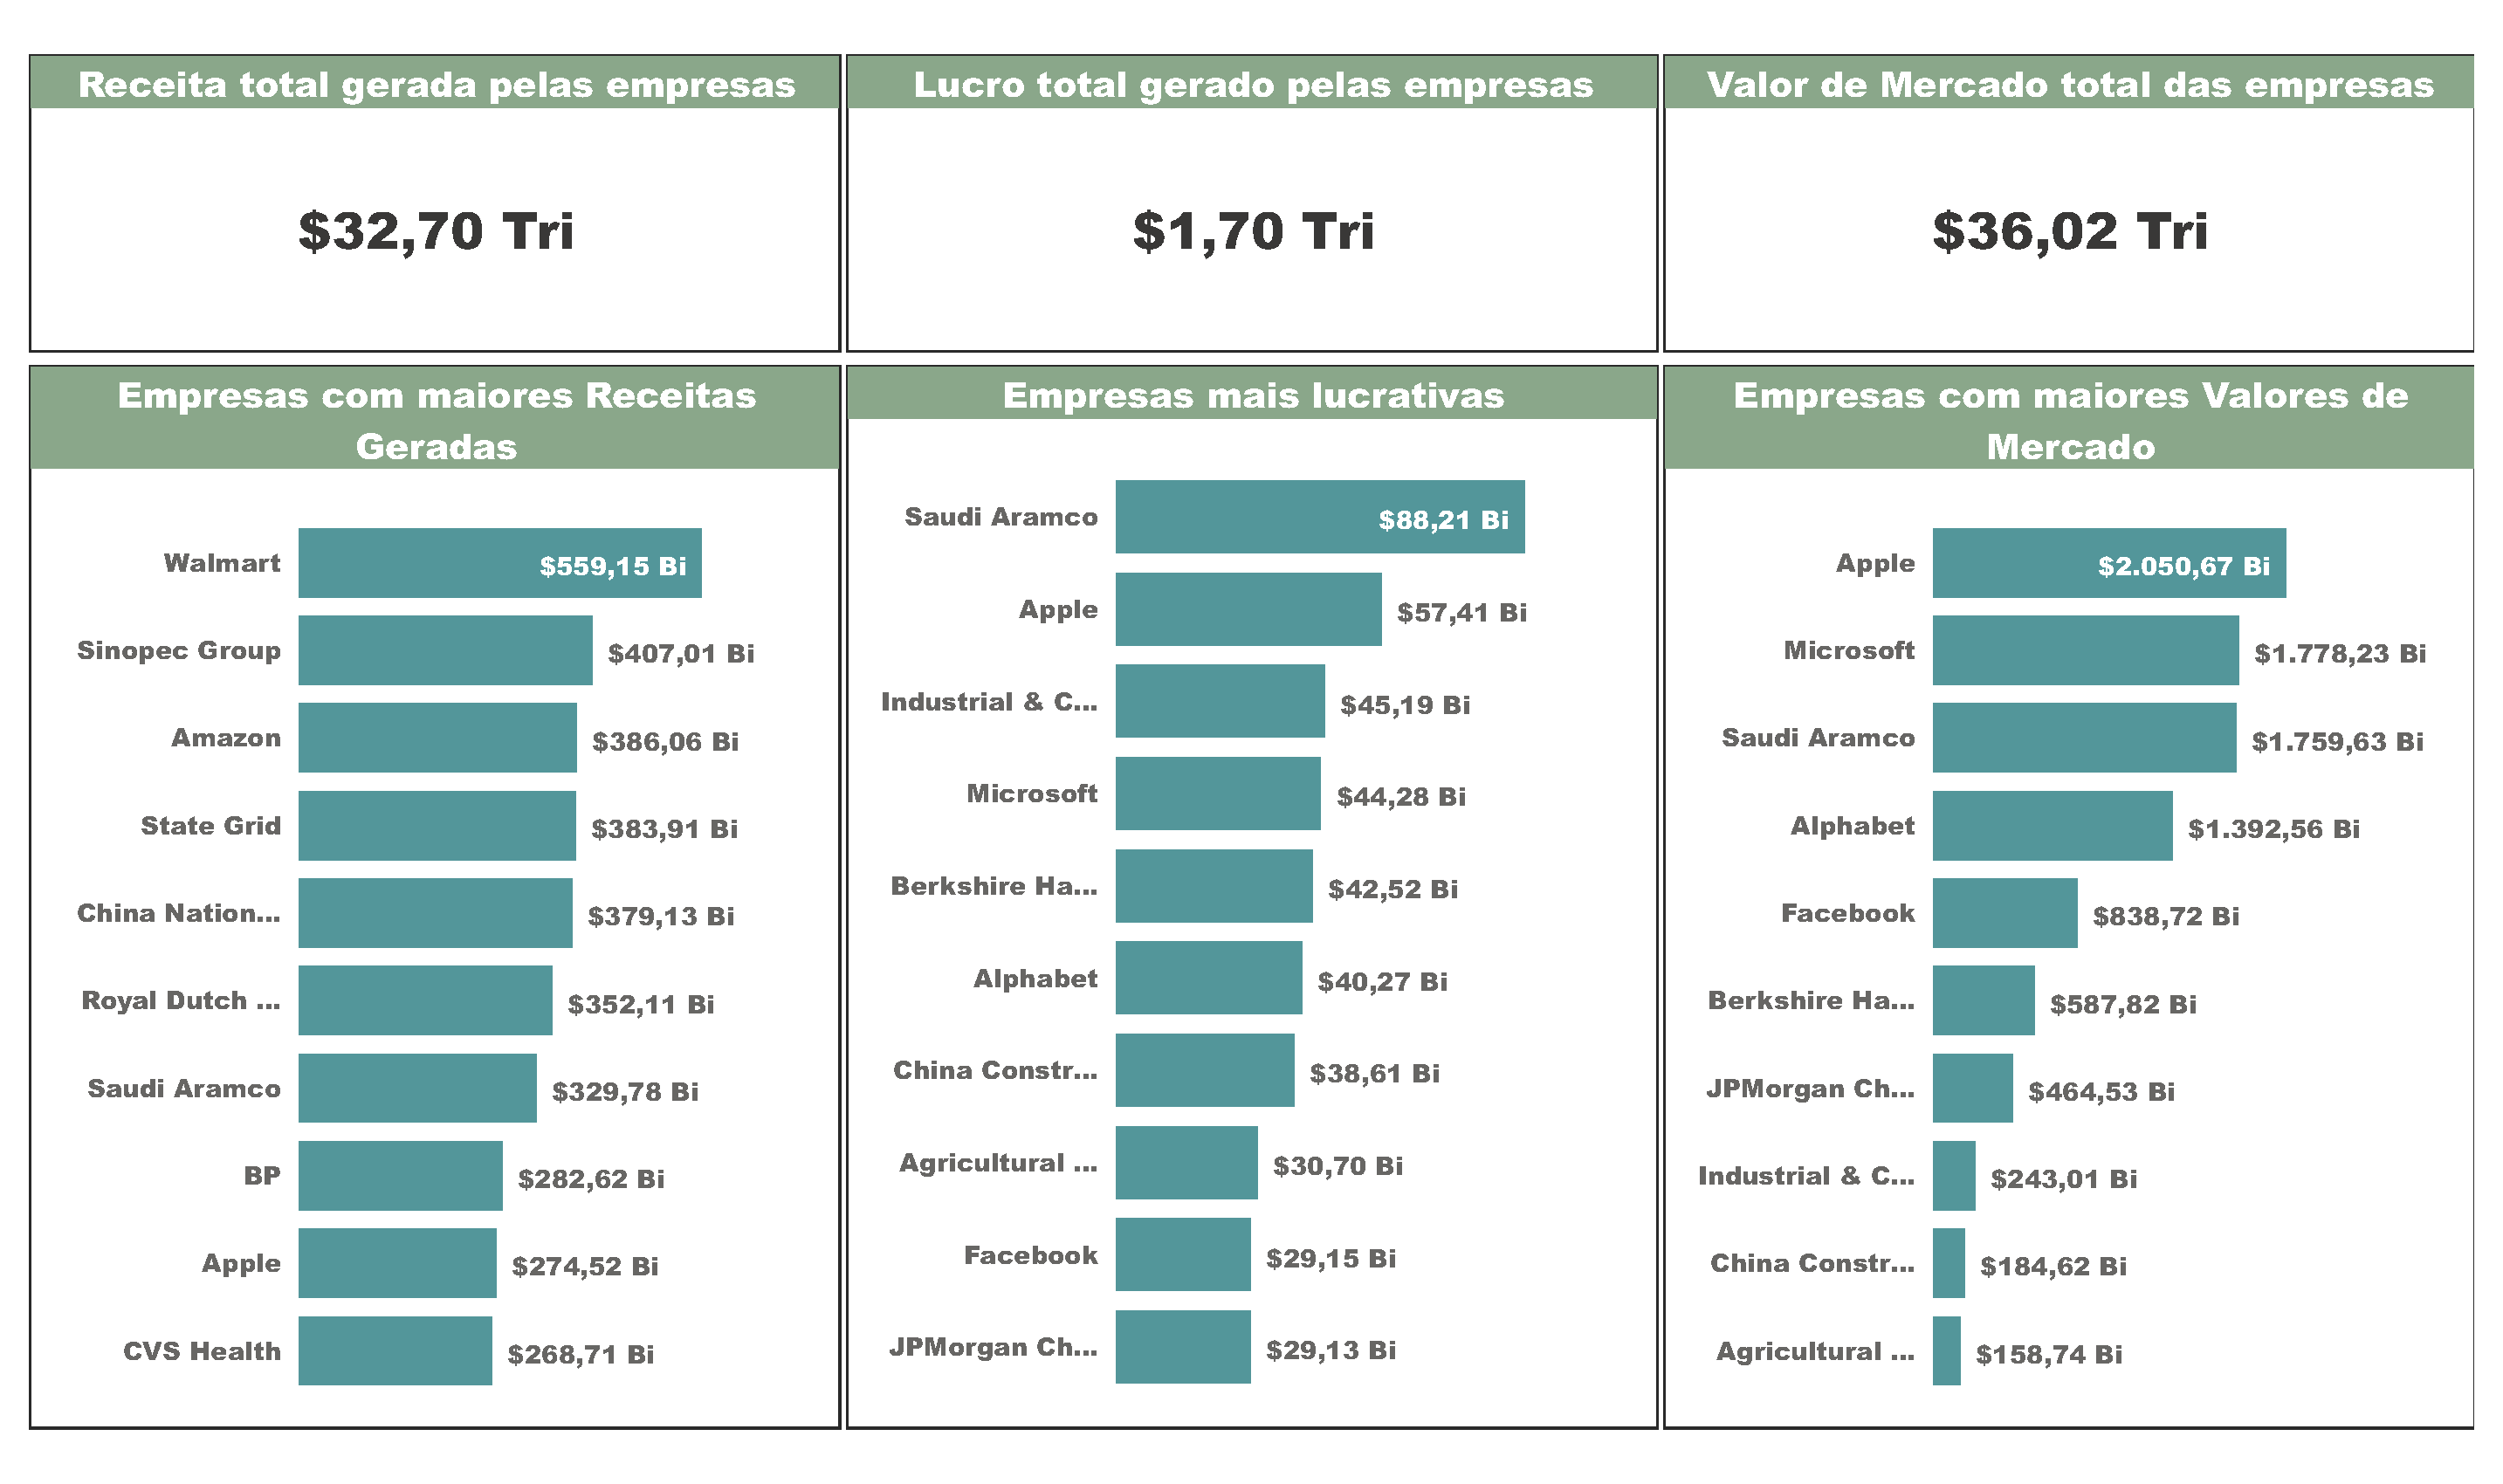 Receita total gerada pelas empresas
$32,70 Tri
Lucro total gerado pelas empresas
$1,70 Tri
Valor de Mercado total das empresas
$36,02 Tri
Empresas com maiores Receitas
Geradas
Walmart $559,15 Bi
Sinopec Group $407,01 Bi
Amazon $386,06 Bi
State Grid $383,91 Bi
China Nation... $379,13 Bi
Royal Dutch ... $352,11 Bi
Saudi Aramco $329,78 Bi
BP $282,62 Bi
Apple $274,52 Bi
CVS Health $268,71 Bi
Empresas mais lucrativas
Saudi Aramco $88,21 Bi
Apple $57,41 Bi
Industrial & C... $45,19 Bi
Microsoft $44,28 Bi
Berkshire Ha... $42,52 Bi
Alphabet $40,27 Bi
China Constr... $38,61 Bi
Agricultural ... $30,70 Bi
Facebook $29,15 Bi
JPMorgan Ch... $29,13 Bi
Empresas com maiores Valores de
Mercado
Apple $2.050,67 Bi
Microsoft $1.778,23 Bi
Saudi Aramco $1.759,63 Bi
Alphabet $1.392,56 Bi
Facebook $838,72 Bi
Berkshire Ha... $587,82 Bi
JPMorgan Ch... $464,53 Bi
Industrial & C... $243,01 Bi
China Constr... $184,62 Bi
Agricultural ... $158,74 Bi